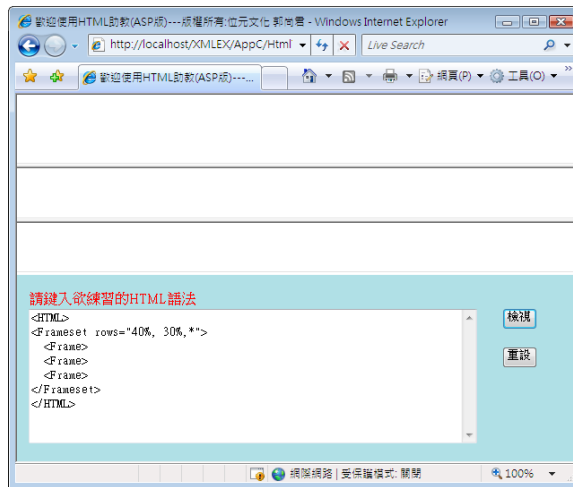 歡迎使用HTML助教(ASP版)---版權所有:位元文化 郭尚君 - Windows Internet Explorer
http://localhost/XMLEX/AppC/Html
Live Search
歡迎使用HTML助教(ASP版)---...
網頁(P)
工具(O)
»
請鍵入欲練習的HTML語法
<HTML>
<Frameset rows="40%, 30%,*">
<Frame>
<Frame>
<Frame>
</Frameset>
</HTML>
檢視
重設
網際網路 | 受保護模式: 關閉
100%